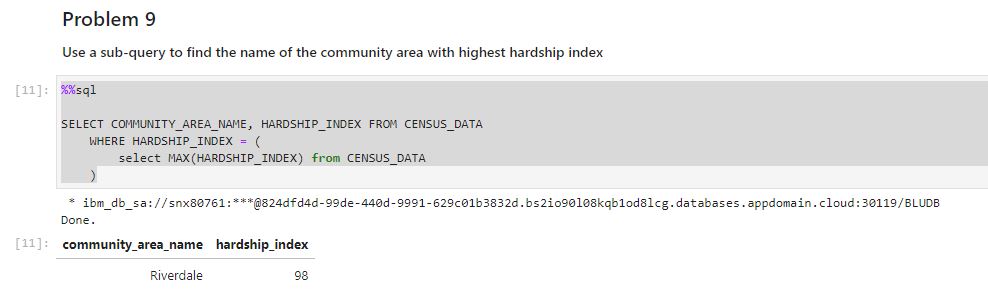 Problem 9
Use a sub-query to find the name of the community area with highest hardship index
[11]: %%sql
SELECT COMMUNITY_AREA_NAME, HARDSHIP_INDEX FROM CENSUS_DATA
    WHERE HARDSHIP_INDEX = (
        select MAX(HARDSHIP_INDEX) from CENSUS_DATA
    )
* ibm_db_sa://snx80761:***@824dfd4d-99de-440d-9991-629c01b3832d.bs2io90l08kqb1od8lcg.databases.appdomain.cloud:30119/BLUDB
Done.
[11]: community_area_name hardship_index
Riverdale 98